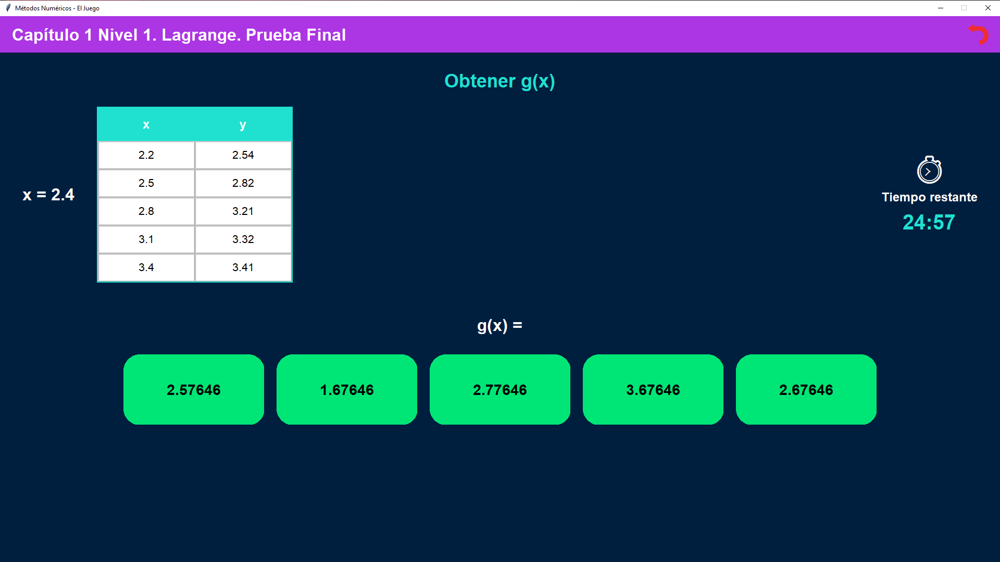 Métodos Numéricos - El Juego
Capítulo 1 Nivel 1. Lagrange. Prueba Final
Obtener g(x)
x y
2.2 2.54
2.5 2.82
x = 2.4
2.8 3.21
3.1 3.32
3.4 3.41
Tiempo restante
24:57
g(x) =
2.57646 1.67646 2.77646 3.67646 2.67646